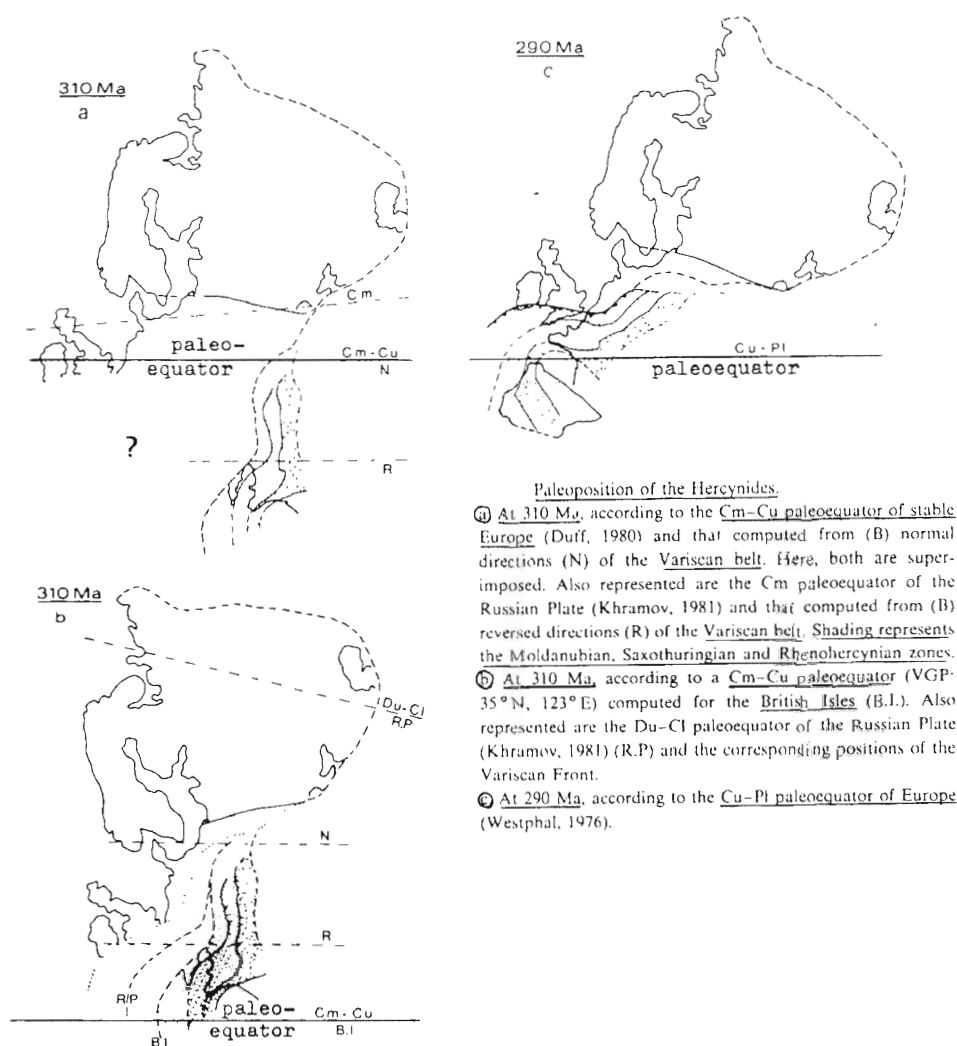 310 Ma
a
Cm
paleo-
equator
Cm-Cu
N
?
R
290 Ma
c
Cu-Pl
paleoequator
310 Ma
b
Du-Cl
R.P
N
R
R/P
B.I
paleo-
equator
Cm-Cu
B.I
Paleoposition of the Hercynides.
ⓐ At 310 Ma, according to the Cm-Cu paleoequator of stable
Europe (Duff, 1980) and that computed from (B) normal
directions (N) of the Variscan belt. Here, both are super-
imposed. Also represented are the Cm paleoequator of the
Russian Plate (Khramov, 1981) and that computed from (B)
reversed directions (R) of the Variscan belt. Shading represents
the Moldanubian, Saxothuringian and Rhenohercynian zones.
ⓑ At 310 Ma, according to a Cm-Cu paleoequator (VGP·
35°N, 123°E) computed for the British Isles (B.I.). Also
represented are the Du-Cl paleoequator of the Russian Plate
(Khramov, 1981) (R.P) and the corresponding positions of the
Variscan Front.
ⓒ At 290 Ma, according to the Cu-Pl paleoequator of Europe
(Westphal, 1976).